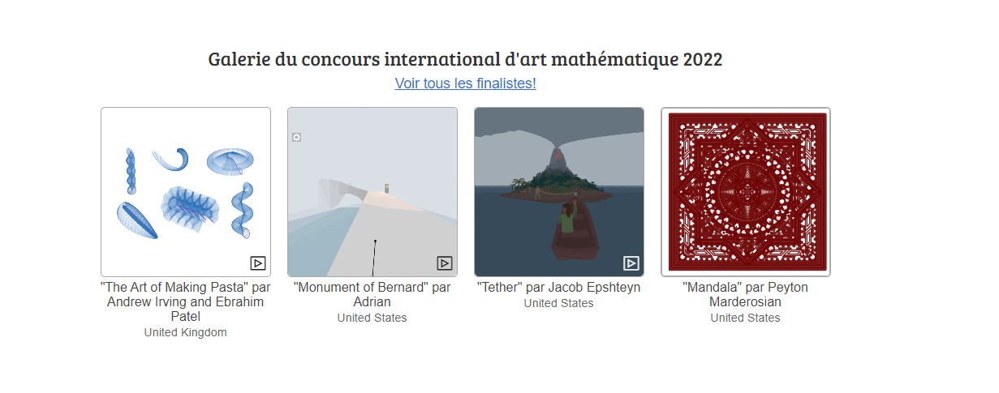 Galerie du concours international d'art mathématique 2022
Voir tous les finalistes!
"The Art of Making Pasta" par
Andrew Irving and Ebrahim
Patel
United Kingdom
"Monument of Bernard" par
Adrian
United States
"Tether" par Jacob Epshteyn
United States
"Mandala" par Peyton
Marderosian
United States